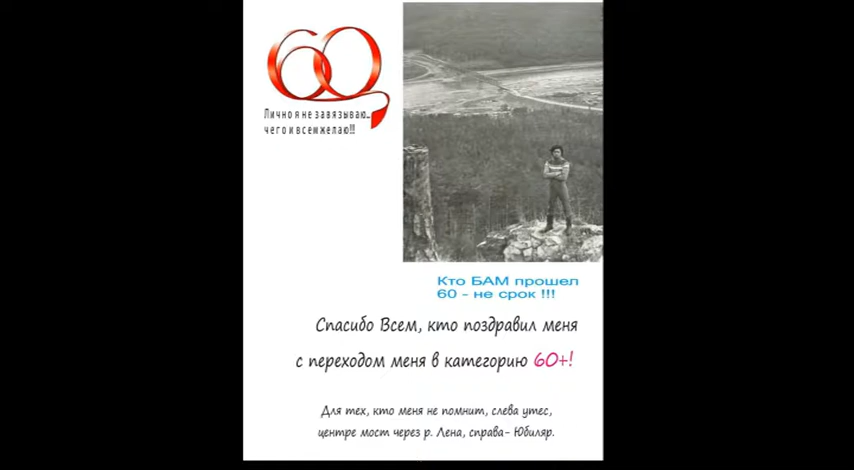 60
Лично я не завязываю...
чего и всем желаю!!!
Кто БАМ прошел
60 - не срок !!!
Спасибо Всем, кто поздравил меня
с переходом меня в категорию 60+!
Для тех, кто меня не помнит, слева утес,
центре мост через р. Лена, справа- Юбиляр.